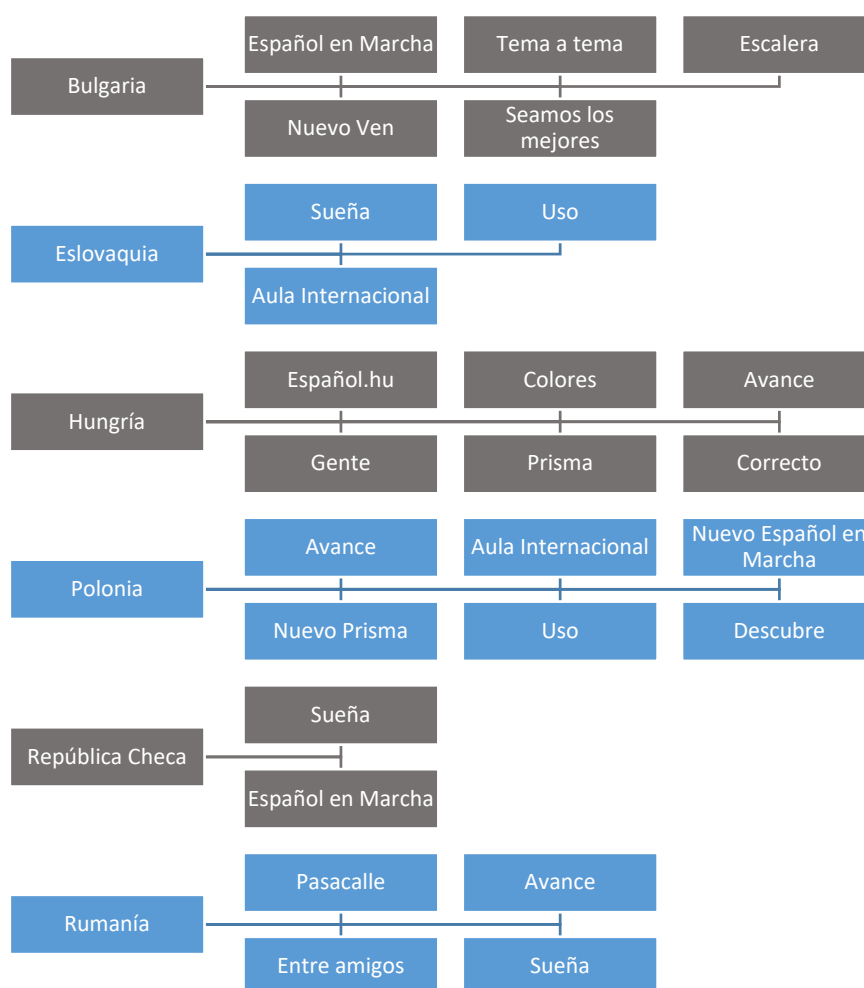 Español en Marcha
Tema a tema
Escalera
Bulgaria
Nuevo Ven
Seamos los
mejores
Sueña
Uso
Eslovaquia
Aula Internacional
Español.hu
Colores
Avance
Hungría
Gente
Prisma
Correcto
Avance
Aula Internacional
Nuevo Español en
Marcha
Polonia
Nuevo Prisma
Uso
Descubre
Sueña
República Checa
Español en Marcha
Pasacalle
Avance
Rumanía
Entre amigos
Sueña